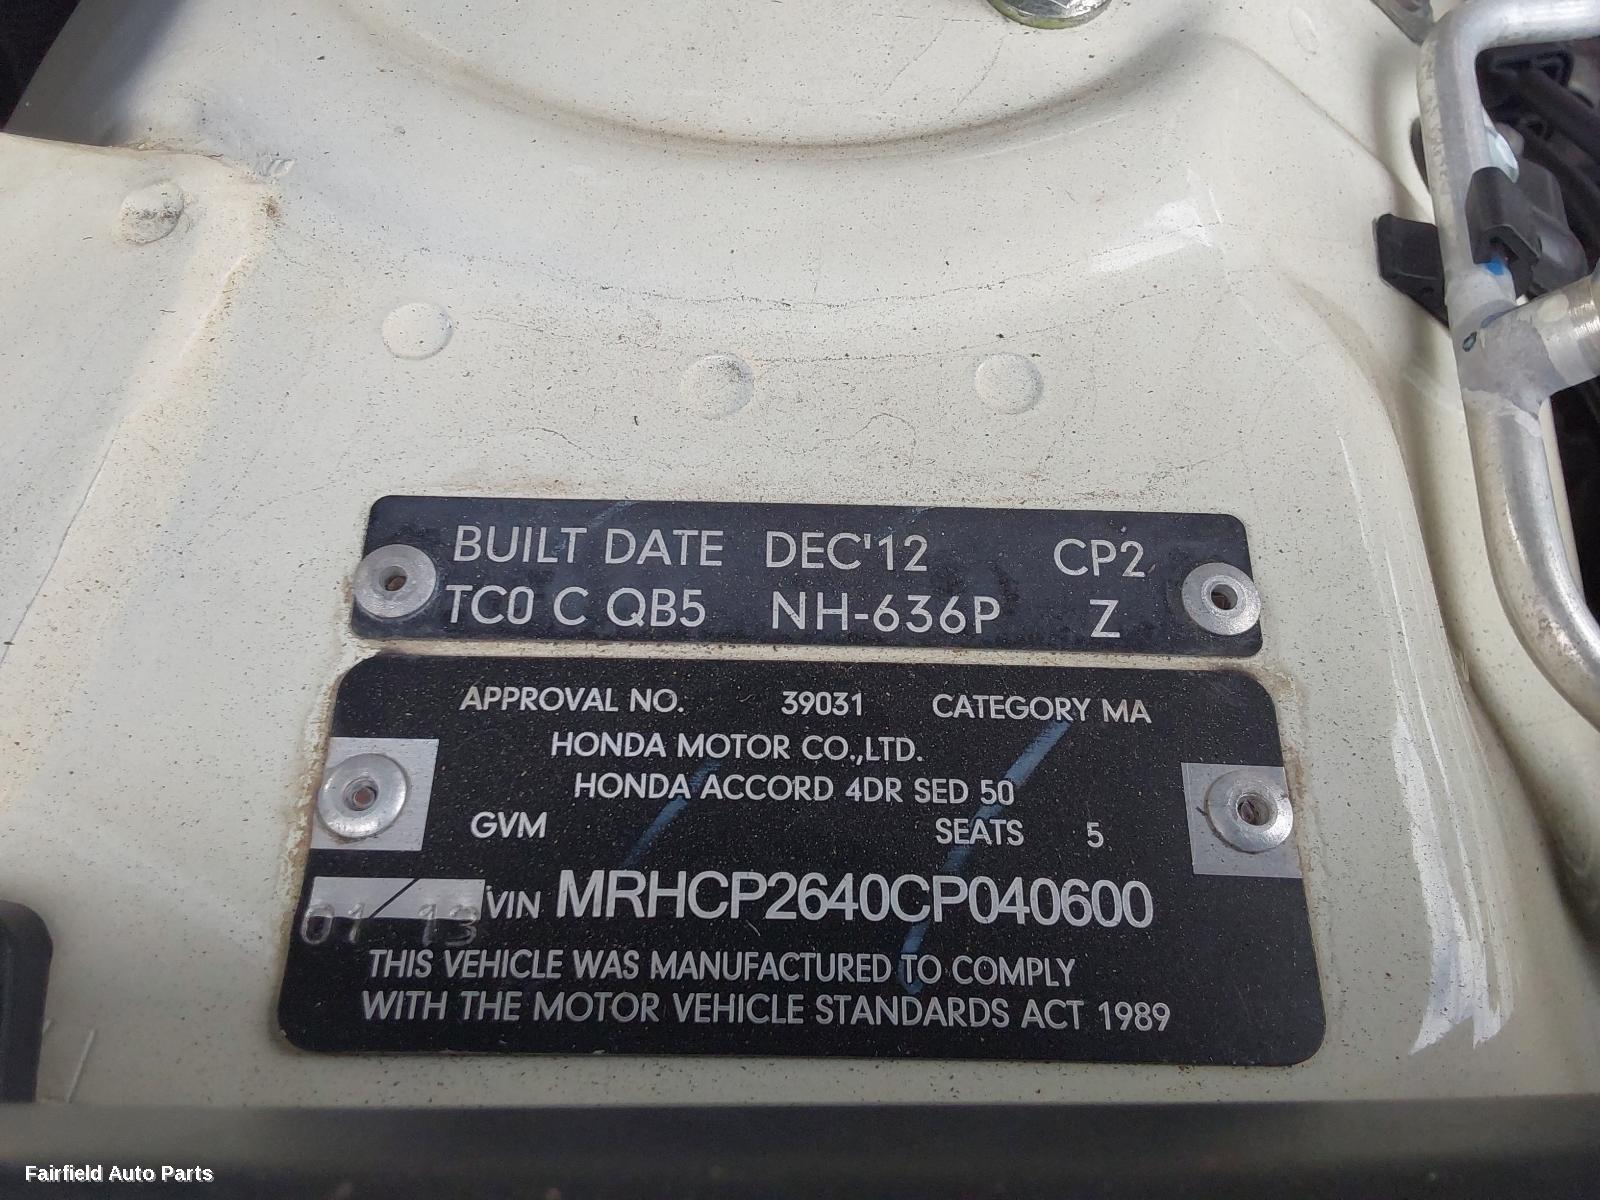 BUILT DATE DEC'12 CP2
TC0 C QB5 NH-636P Z
APPROVAL NO. 39031 CATEGORY MA
HONDA MOTOR CO.,LTD.
HONDA ACCORD 4DR SED 50
GVM SEATS 5
01 / 13 VIN MRHCP2640CP040600
THIS VEHICLE WAS MANUFACTURED TO COMPLY
WITH THE MOTOR VEHICLE STANDARDS ACT 1989
Fairfield Auto Parts